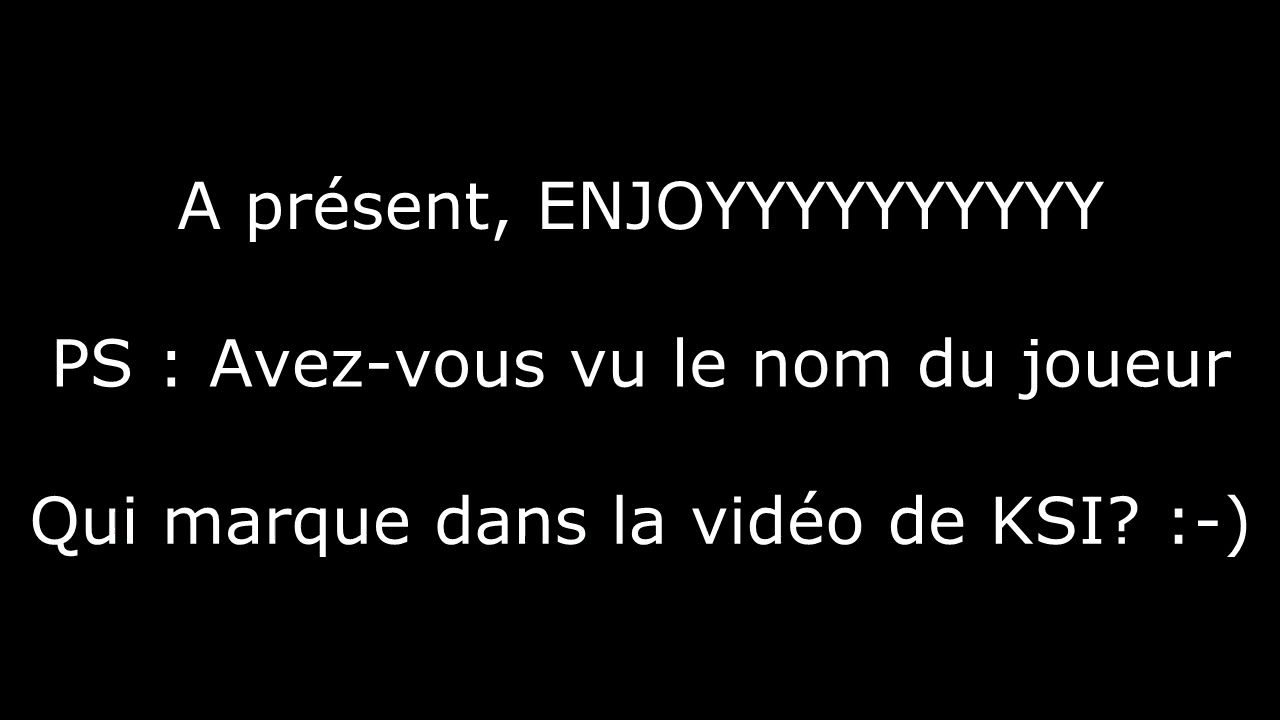 A présent, ENJOYYYYYYYYYY
PS : Avez-vous vu le nom du joueur
Qui marque dans la vidéo de KSI? :-)